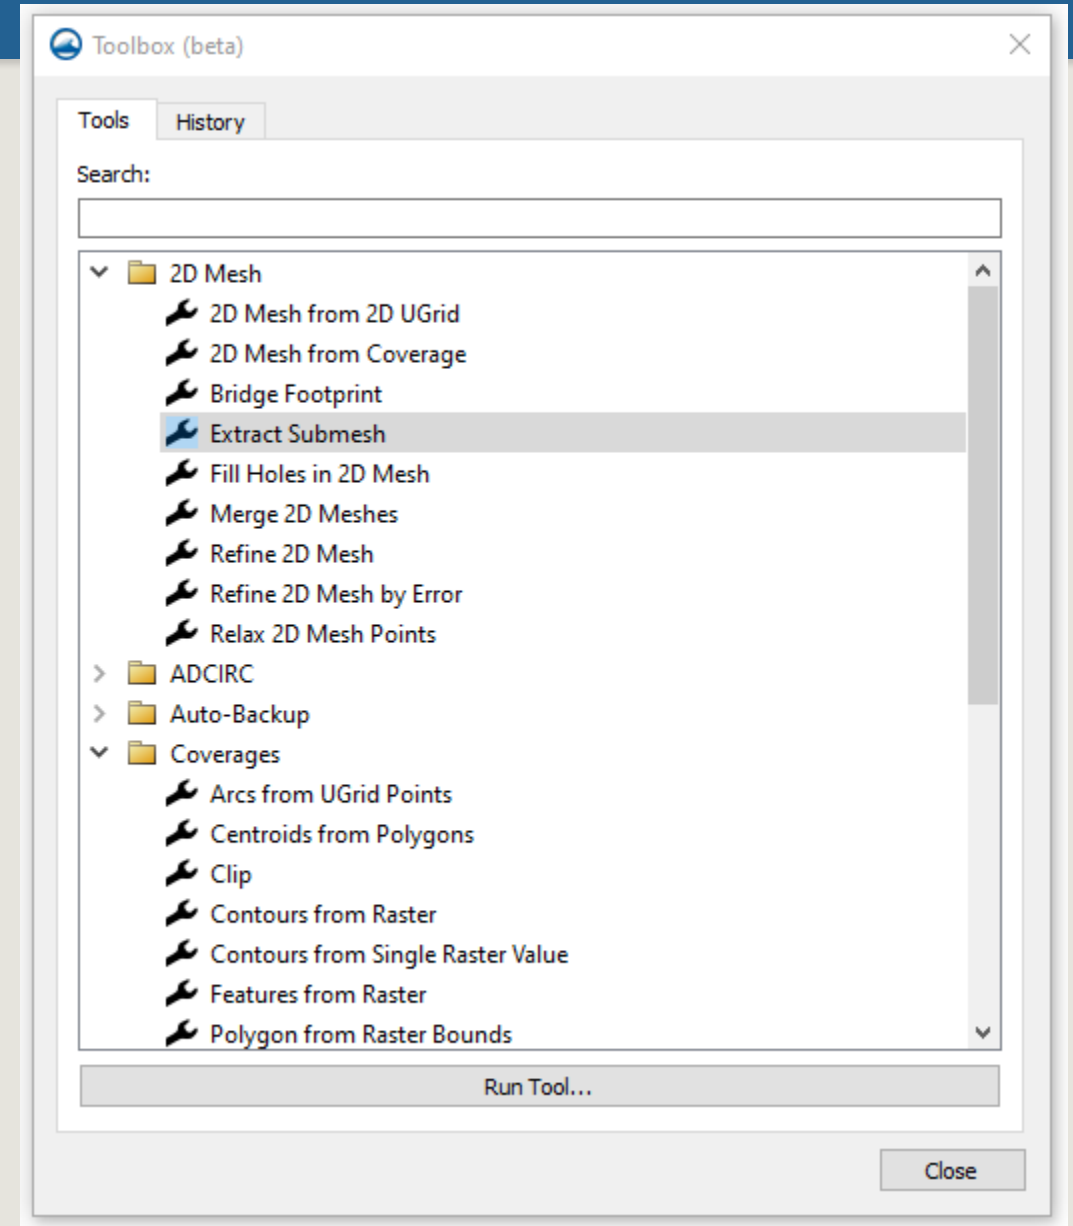 Toolbox (beta)
Tools
History
Search:
2D Mesh
2D Mesh from 2D UGrid
2D Mesh from Coverage
Bridge Footprint
Extract Submesh
Fill Holes in 2D Mesh
Merge 2D Meshes
Refine 2D Mesh
Refine 2D Mesh by Error
Relax 2D Mesh Points
ADCIRC
Auto-Backup
Coverages
Arcs from UGrid Points
Centroids from Polygons
Clip
Contours from Raster
Contours from Single Raster Value
Features from Raster
Polygon from Raster Bounds
Run Tool...
Close